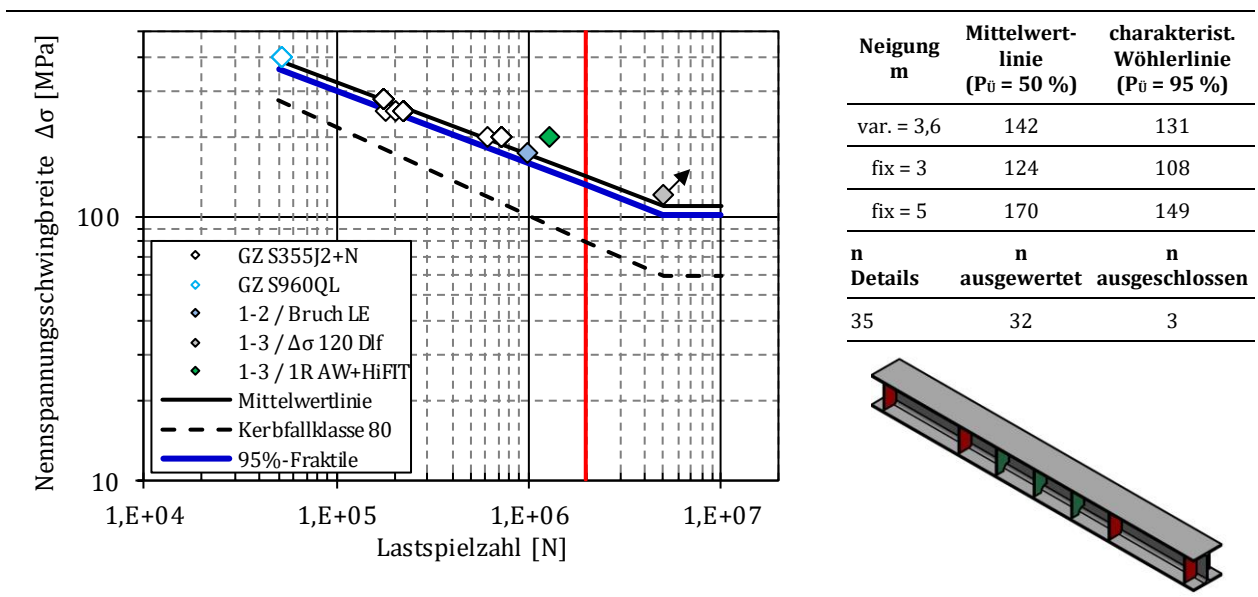 Nennspannungsschwingbreite Δσ [MPa]
100
10
1,E+04 1,E+05 1,E+06 1,E+07
Lastspielzahl [N]
GZ S355J2+N
GZ S960QL
1-2 / Bruch LE
1-3 / Δσ 120 Dlf
1-3 / 1R AW+HiFIT
Mittelwertlinie
Kerbfallklasse 80
95%-Fraktile
Neigung
m
Mittelwert-
linie
(PÜ = 50 %)
charakterist.
Wöhlerlinie
(PÜ = 95 %)
var. = 3,6 142 131
fix = 3 124 108
fix = 5 170 149
n
Details
n
ausgewertet
n
ausgeschlossen
35 32 3